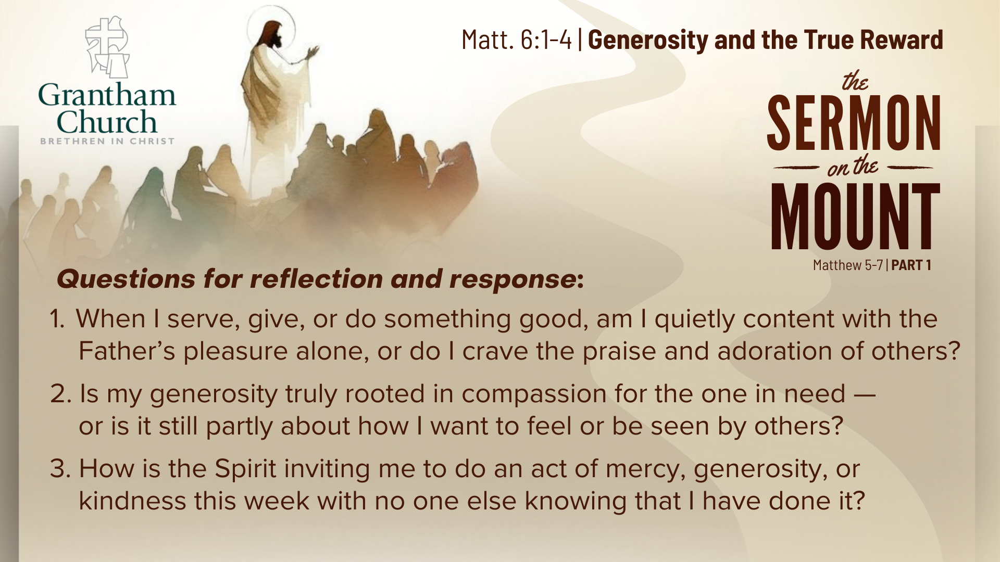 Grantham
Church
BRETHREN IN CHRIST
Matt. 6:1-4 | Generosity and the True Reward
the
SERMON
on the
MOUNT
Matthew 5-7 | PART 1
Questions for reflection and response:
1. When I serve, give, or do something good, am I quietly content with the
Father’s pleasure alone, or do I crave the praise and adoration of others?
2. Is my generosity truly rooted in compassion for the one in need —
or is it still partly about how I want to feel or be seen by others?
3. How is the Spirit inviting me to do an act of mercy, generosity, or
kindness this week with no one else knowing that I have done it?